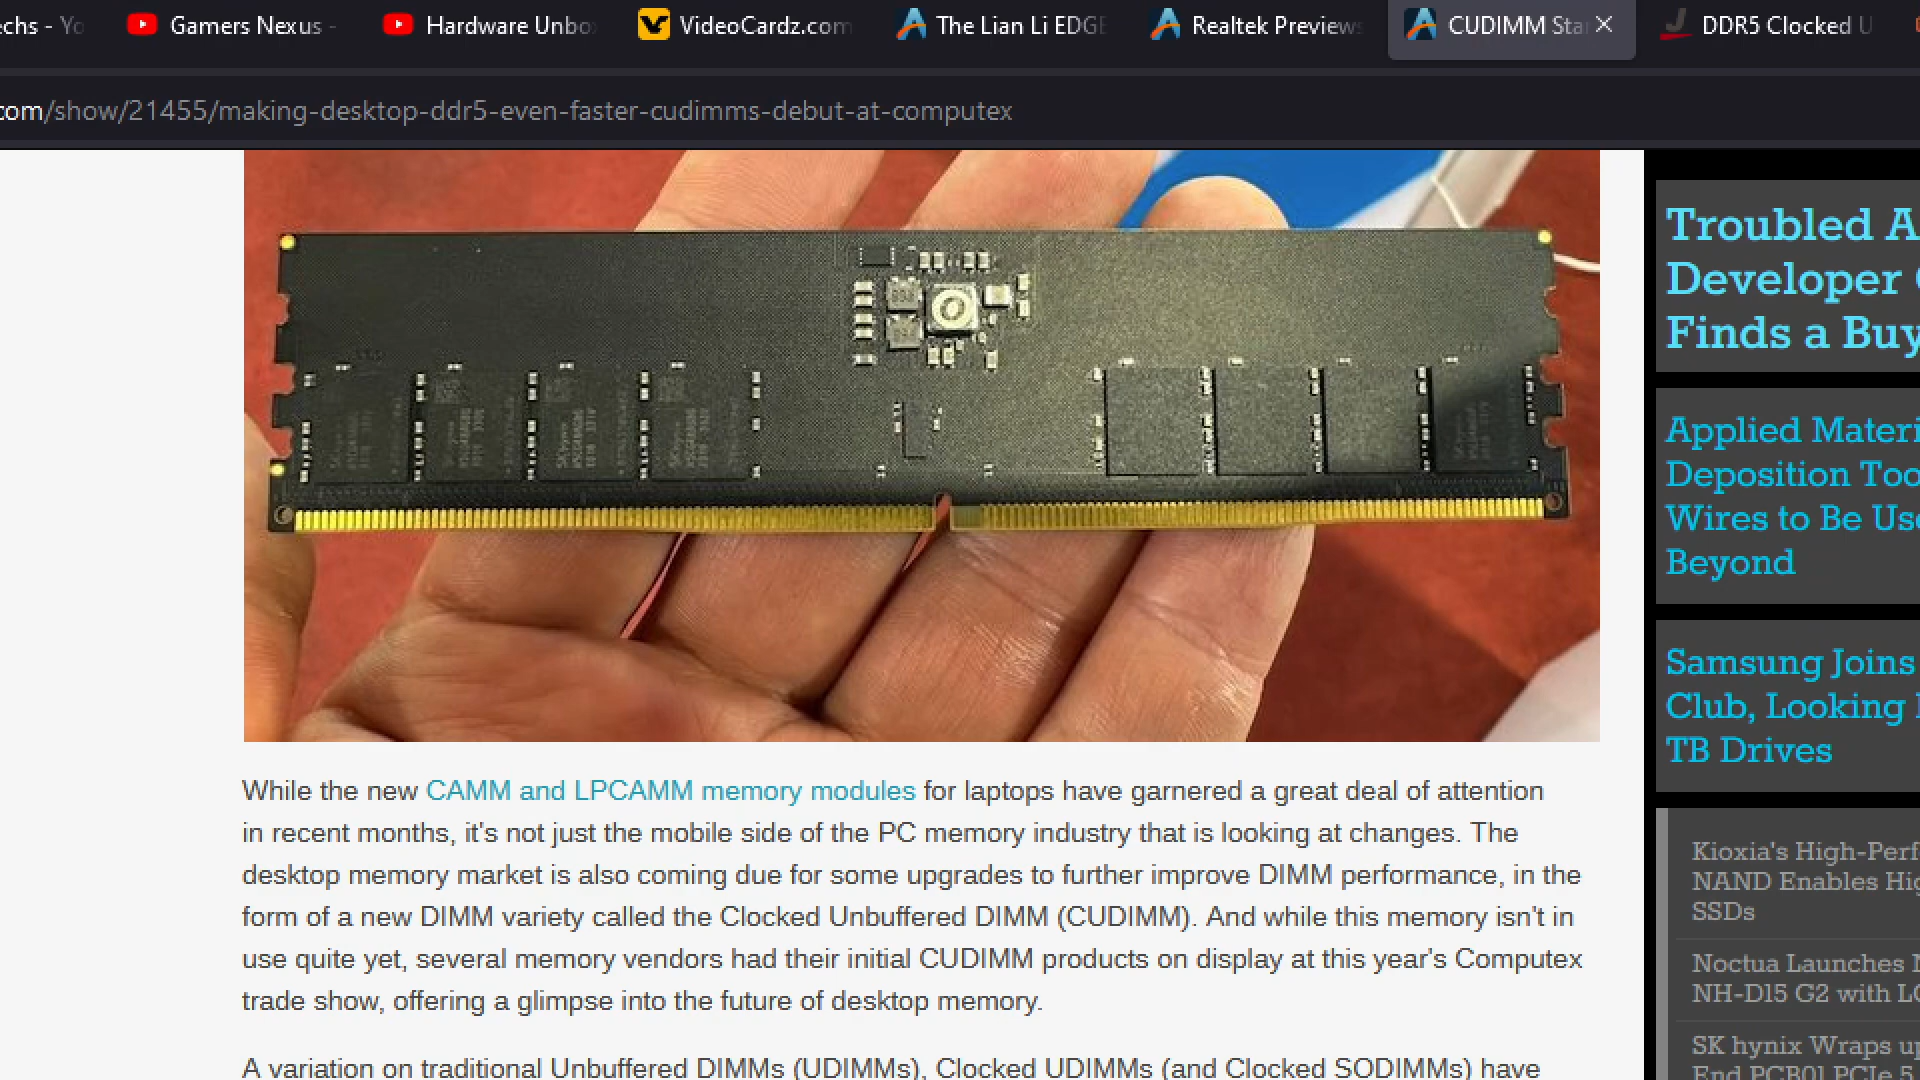 echs - Yo
Gamers Nexus -
Hardware Unbo
VideoCardz.com
The Lian Li EDGE
Realtek Previews
CUDIMM Sta
DDR5 Clocked U
com/show/21455/making-desktop-ddr5-even-faster-cudimms-debut-at-computex
While the new CAMM and LPCAMM memory modules for laptops have garnered a great deal of attention
in recent months, it's not just the mobile side of the PC memory industry that is looking at changes. The
desktop memory market is also coming due for some upgrades to further improve DIMM performance, in the
form of a new DIMM variety called the Clocked Unbuffered DIMM (CUDIMM). And while this memory isn't in
use quite yet, several memory vendors had their initial CUDIMM products on display at this year's Computex
trade show, offering a glimpse into the future of desktop memory.
A variation on traditional Unbuffered DIMMs (UDIMMs), Clocked UDIMMs (and Clocked SODIMMs) have
Troubled A
Developer
Finds a Buy
Applied Materi
Deposition Too
Wires to Be Use
Beyond
Samsung Joins
Club, Looking
TB Drives
Kioxia's High-Perf
NAND Enables Hig
SSDs
Noctua Launches N
NH-D15 G2 with LG
SK hynix Wraps up
End PCB01 PCIe 5